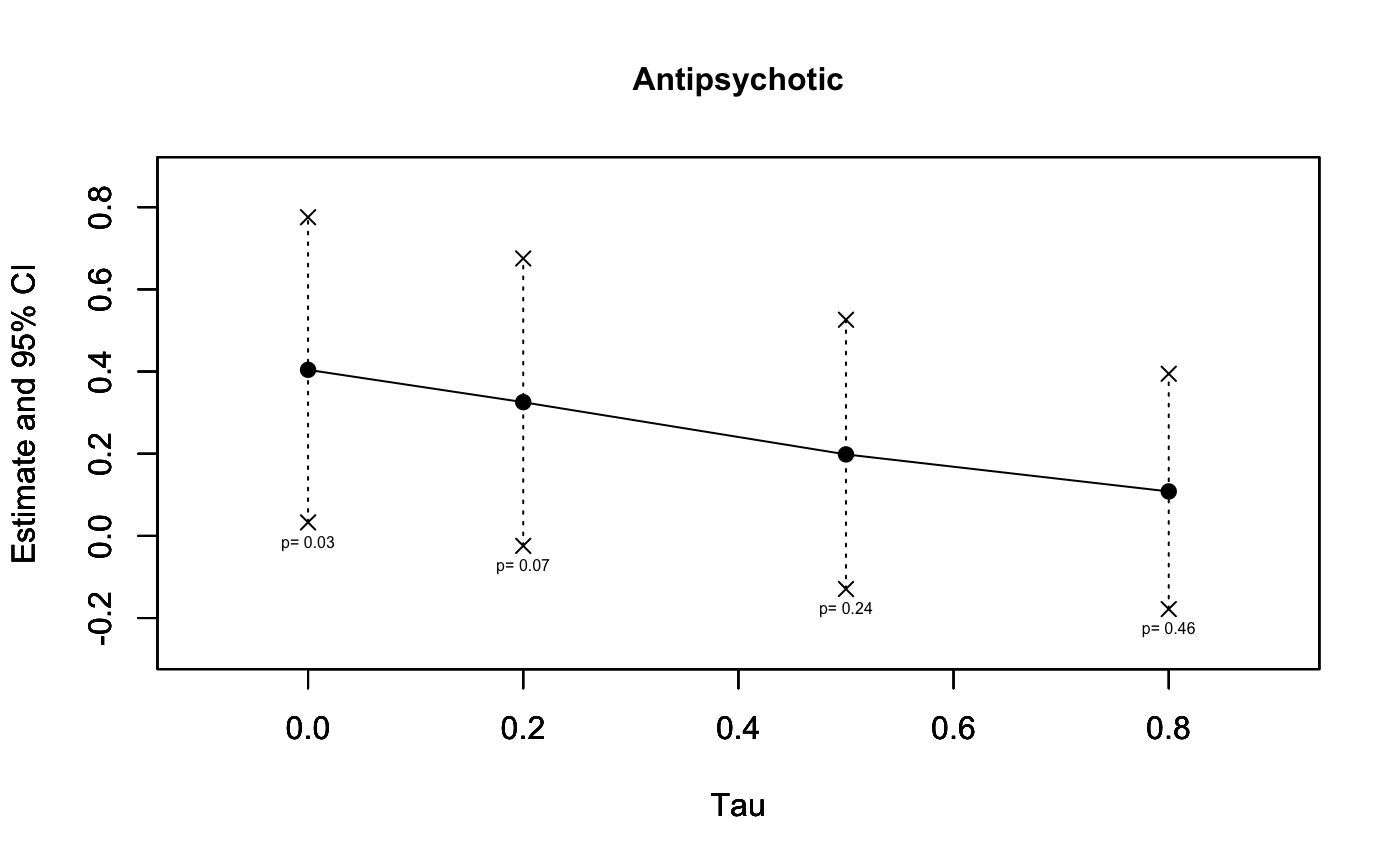 Antipsychotic
Estimate and 95% CI
0.8
0.6
0.4
0.2
0.0
-0.2
p= 0.03
p= 0.07
p= 0.24
p= 0.46
0.0 0.2 0.4 0.6 0.8
Tau